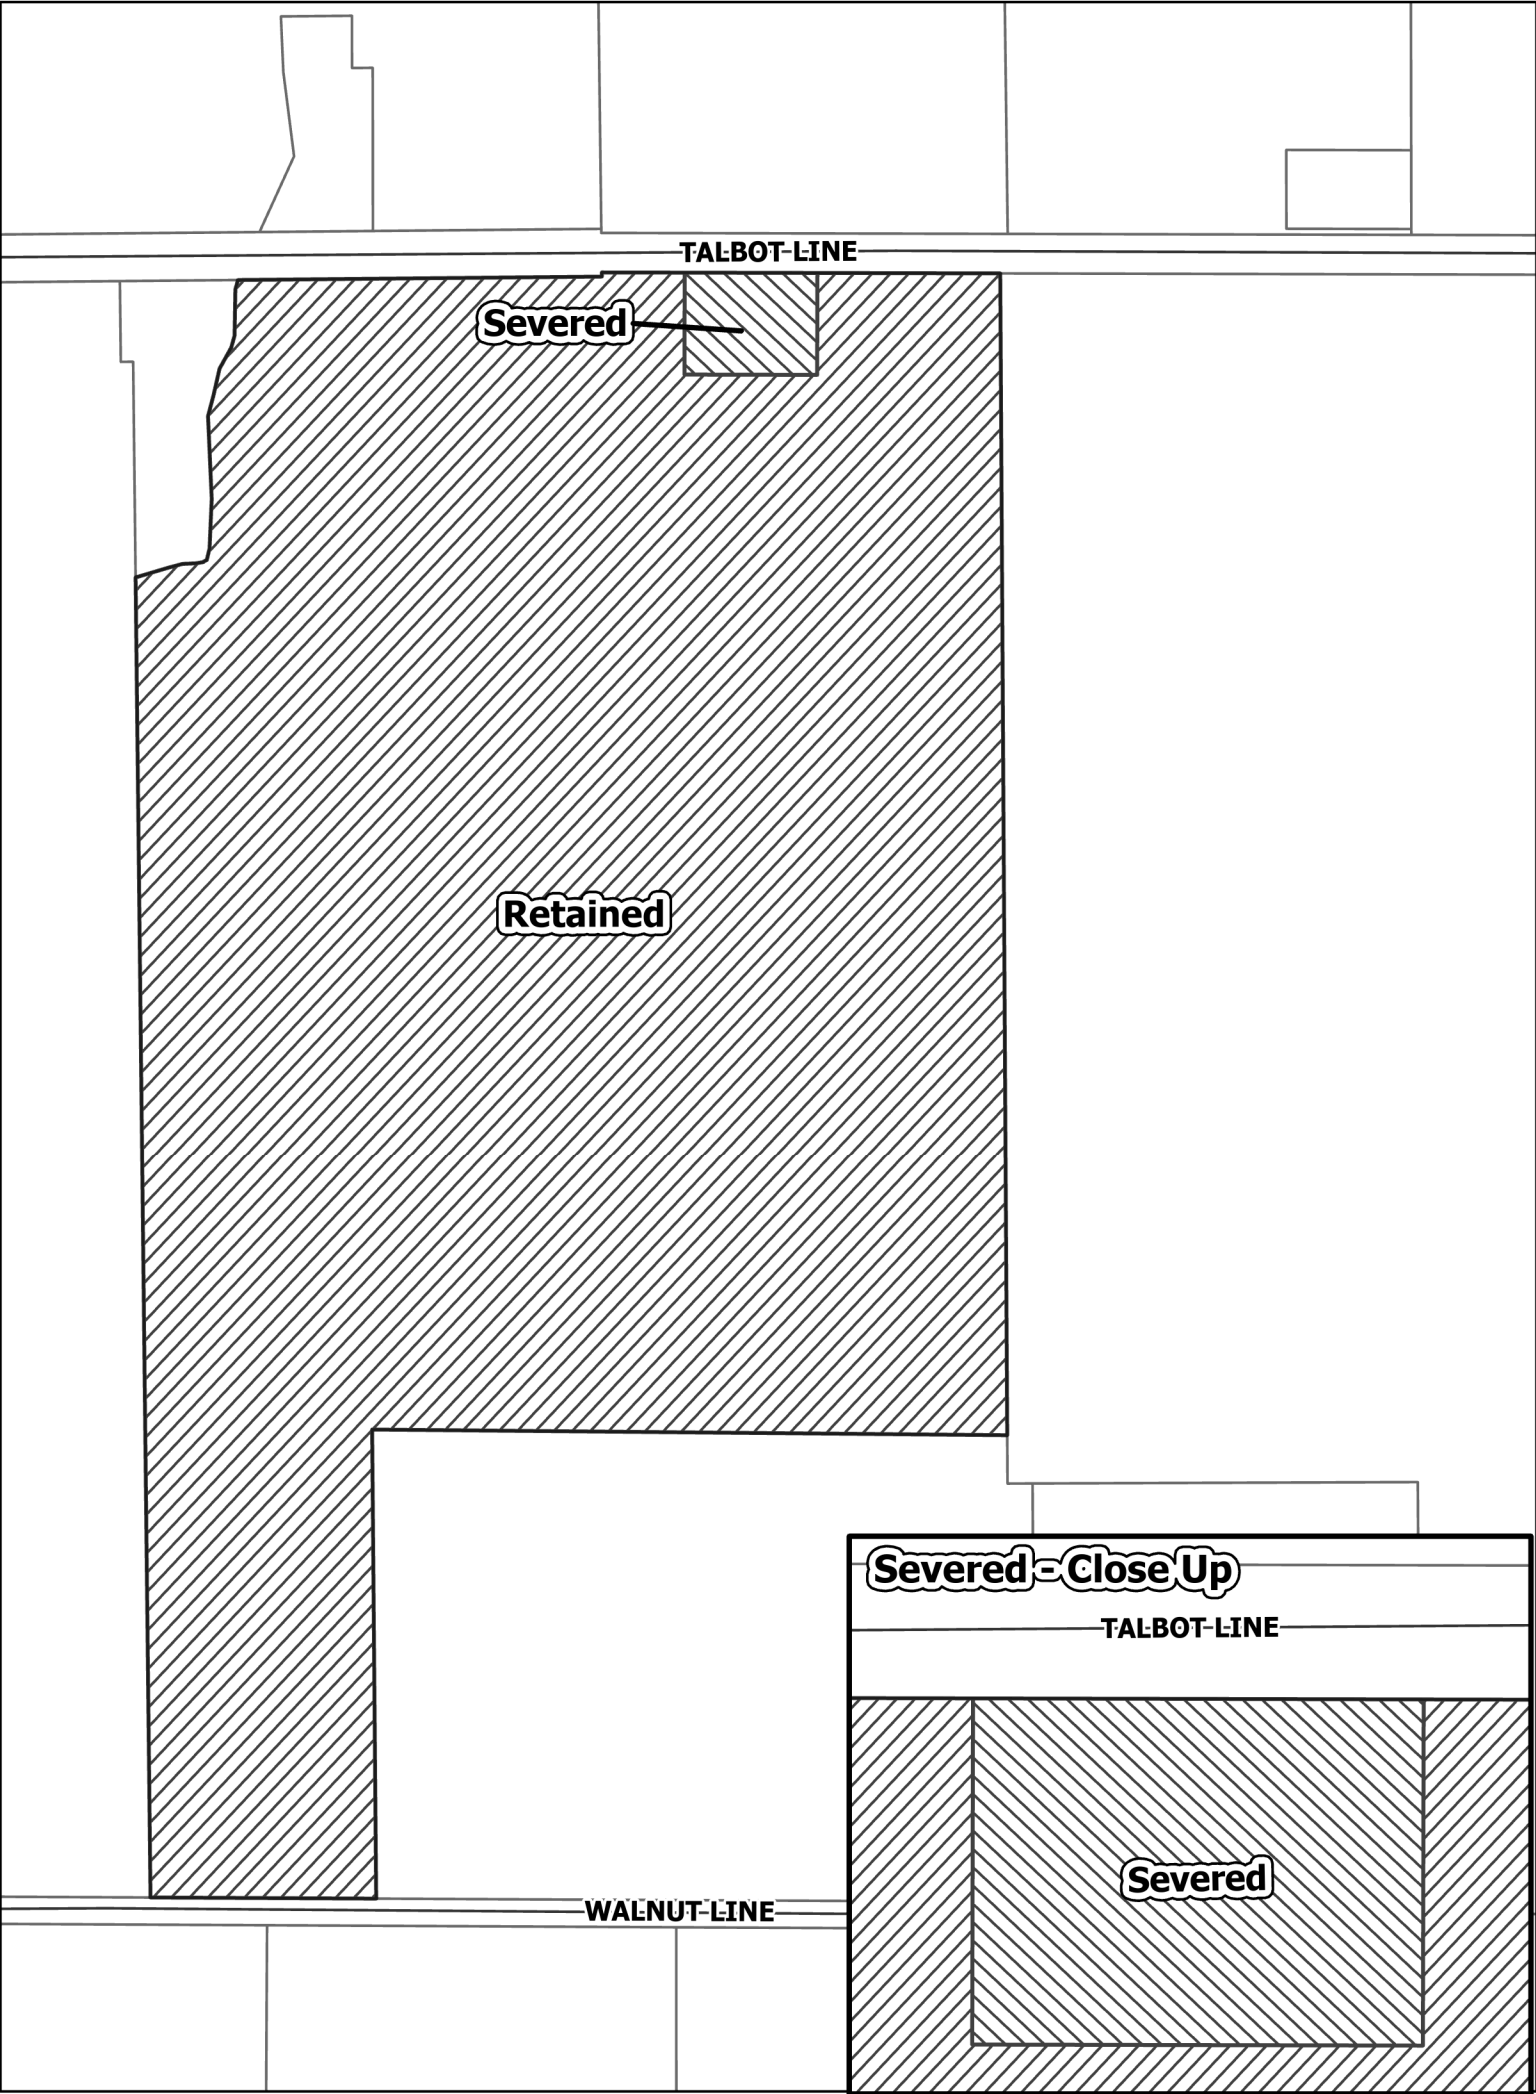 TALBOT LINE
Severed
Retained
Severed - Close Up
TALBOT LINE
Severed
WALNUT LINE